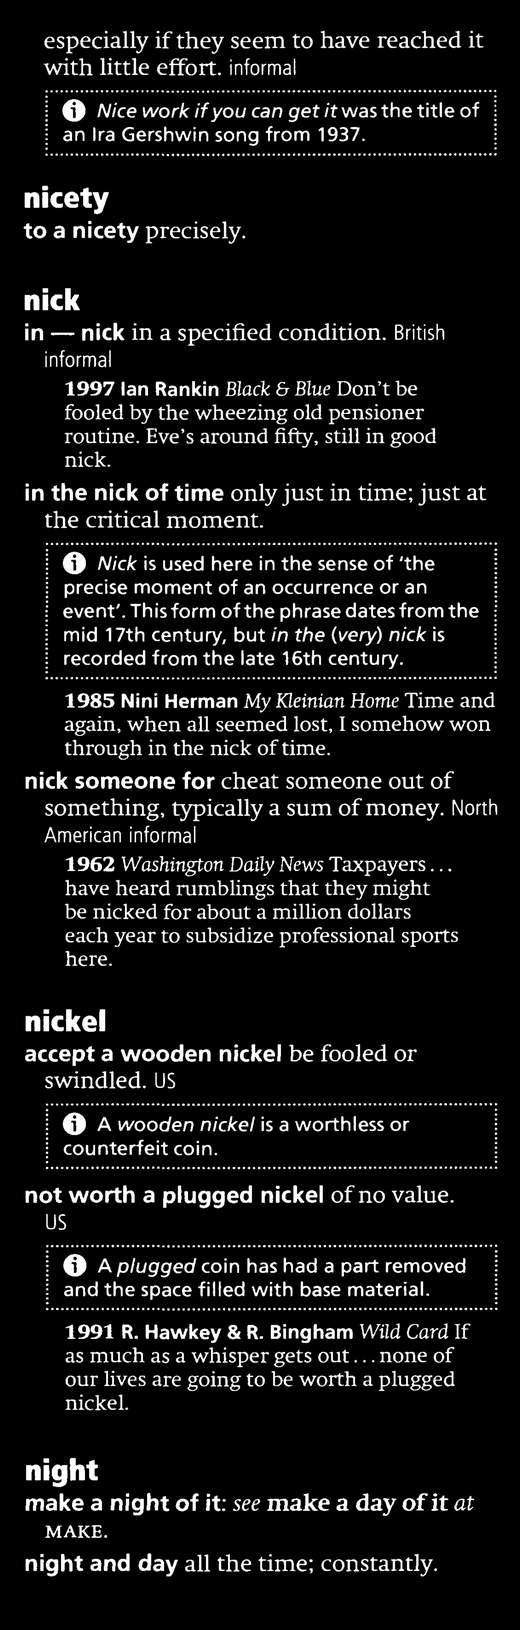 especially if they seem to have reached it
with little effort. informal
Nice work if you can get it was the title of
an Ira Gershwin song from 1937.
nicety
to a nicety precisely.
nick
in — nick in a specified condition. British
informal
1997 Ian Rankin Black & Blue Don't be
fooled by the wheezing old pensioner
routine. Eve's around fifty, still in good
nick.
in the nick of time only just in time; just at
the critical moment.
Nick is used here in the sense of 'the
precise moment of an occurrence or an
event'. This form of the phrase dates from the
mid 17th century, but in the (very) nick is
recorded from the late 16th century.
1985 Nini Herman My Kleinian Home Time and
again, when all seemed lost, I somehow won
through in the nick of time.
nick someone for cheat someone out of
something, typically a sum of money. North
American informal
1962 Washington Daily News Taxpayers...
have heard rumblings that they might
be nicked for about a million dollars
each year to subsidize professional sports
here.
nickel
accept a wooden nickel be fooled or
swindled. US
A wooden nickel is a worthless or
counterfeit coin.
not worth a plugged nickel of no value.
US
A plugged coin has had a part removed
and the space filled with base material.
1991 R. Hawkey & R. Bingham Wild Card If
as much as a whisper gets out...none of
our lives are going to be worth a plugged
nickel.
night
make a night of it: see make a day of it at
MAKE.
night and day all the time; constantly.